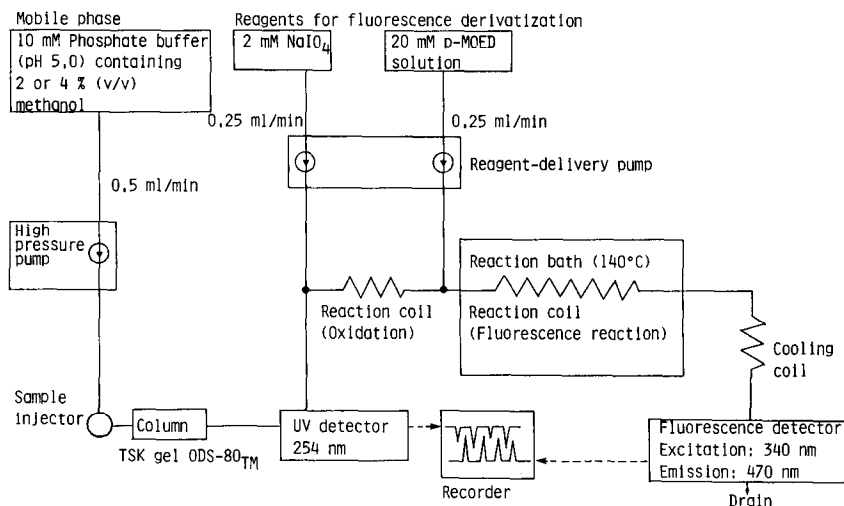 Mobile phase
10 mM Phosphate buffer
(pH 5.0) containing
2 or 4 % (v/v)
methanol
Reagents for fluorescence derivatization
2 mM NaIO₄
20 mM p-MOED
solution
0.25 ml/min
0.25 ml/min
Reagent-delivery pump
0.5 ml/min
High
pressure
pump
Reaction bath (140°C)
Reaction coil
(Oxidation)
Reaction coil
(Fluorescence reaction)
Cooling
coil
Sample
injector
Column
TSK gel ODS-80TM
UV detector
254 nm
Recorder
Fluorescence detector
Excitation: 340 nm
Emission: 470 nm
Drain